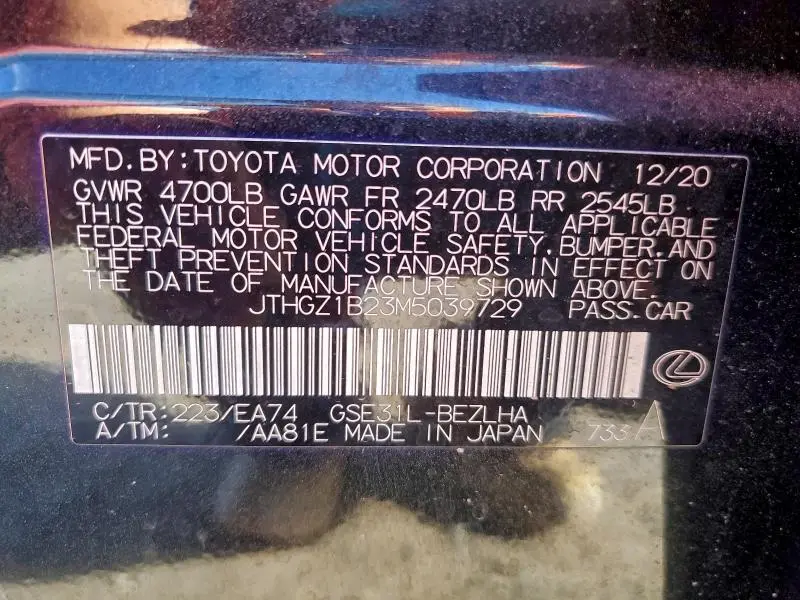 MFD. BY: TOYOTA MOTOR CORPORATION 12/20
GVWR 4700LB GAWR FR 2470LB RR 2545LB
THIS VEHICLE CONFORMS TO ALL APPLICABLE
FEDERAL MOTOR VEHICLE SAFETY, BUMPER, AND
THEFT PREVENTION STANDARDS IN EFFECT ON
THE DATE OF MANUFACTURE SHOWN ABOVE.
JTHGZ1B23M5039729 PASS. CAR
C/TR: 223/EA74 GSE31L-BEZLHA
A/TM: /AA81E MADE IN JAPAN 733 A